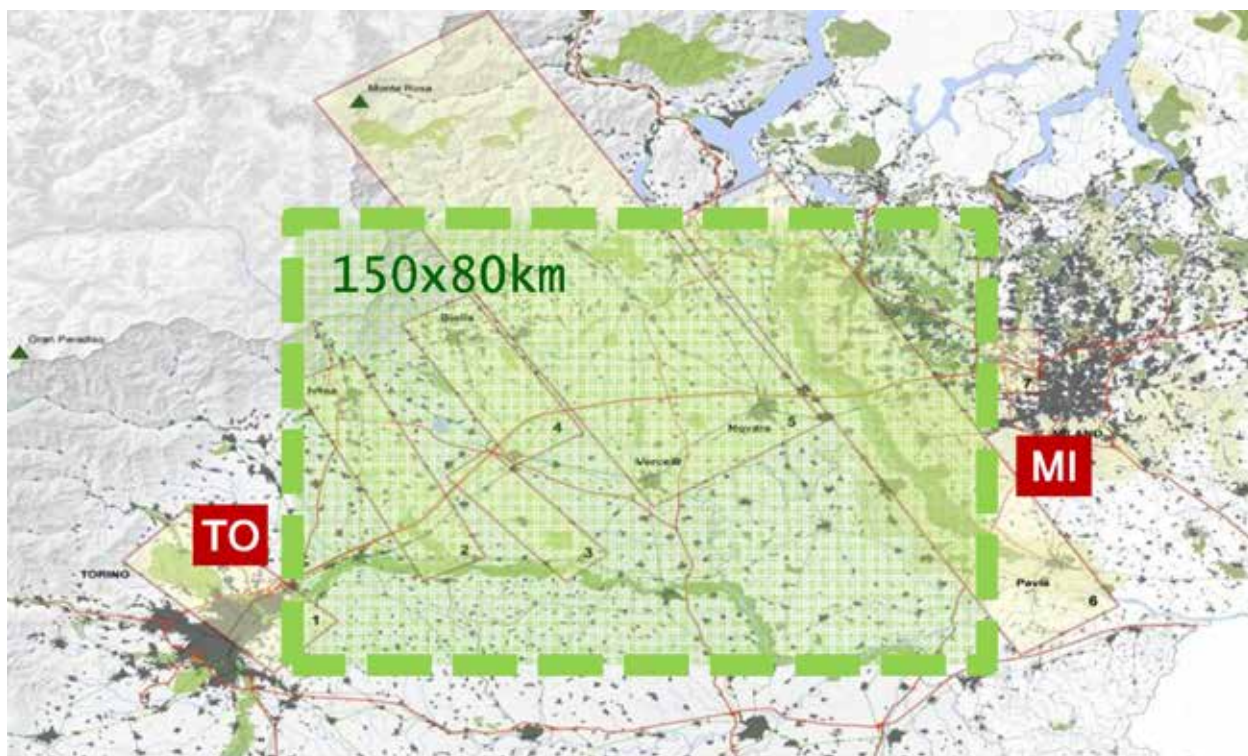 Monte Rosa
150x80km
Biella
Gran Paradiso
Ivrea
7
4
Novara
5
MILANO
Vercelli
MI
TO
2
3
TORINO
Pavia
6
1